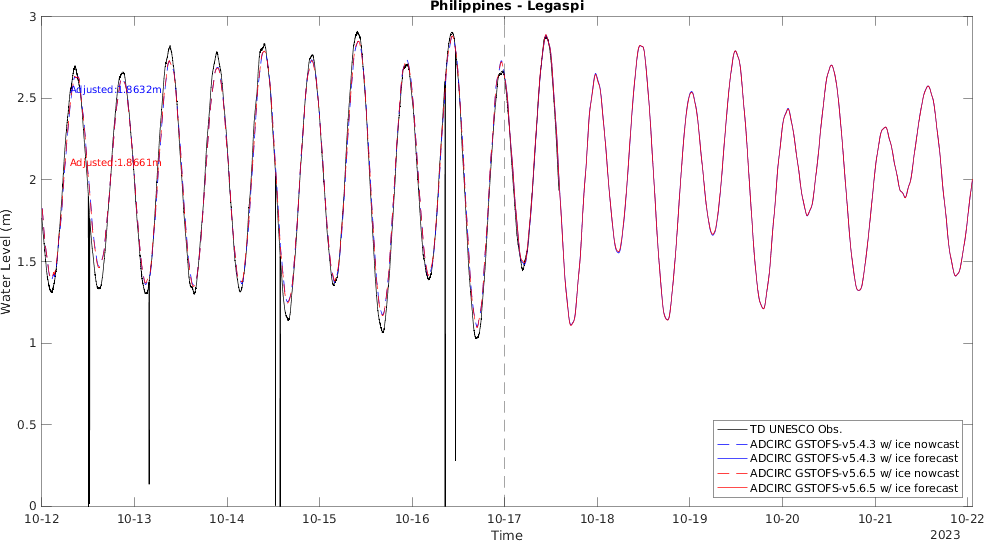 Philippines - Legaspi
3
2.5
2
1.5
1
0.5
0
Water Level (m)
Adjusted:1.8632m
Adjusted:1.8661m
TD UNESCO Obs.
ADCIRC GSTOFS-v5.4.3 w/ ice nowcast
ADCIRC GSTOFS-v5.4.3 w/ ice forecast
ADCIRC GSTOFS-v5.6.5 w/ ice nowcast
ADCIRC GSTOFS-v5.6.5 w/ ice forecast
10-12 10-13 10-14 10-15 10-16 10-17 10-18 10-19 10-20 10-21 10-22
Time
2023